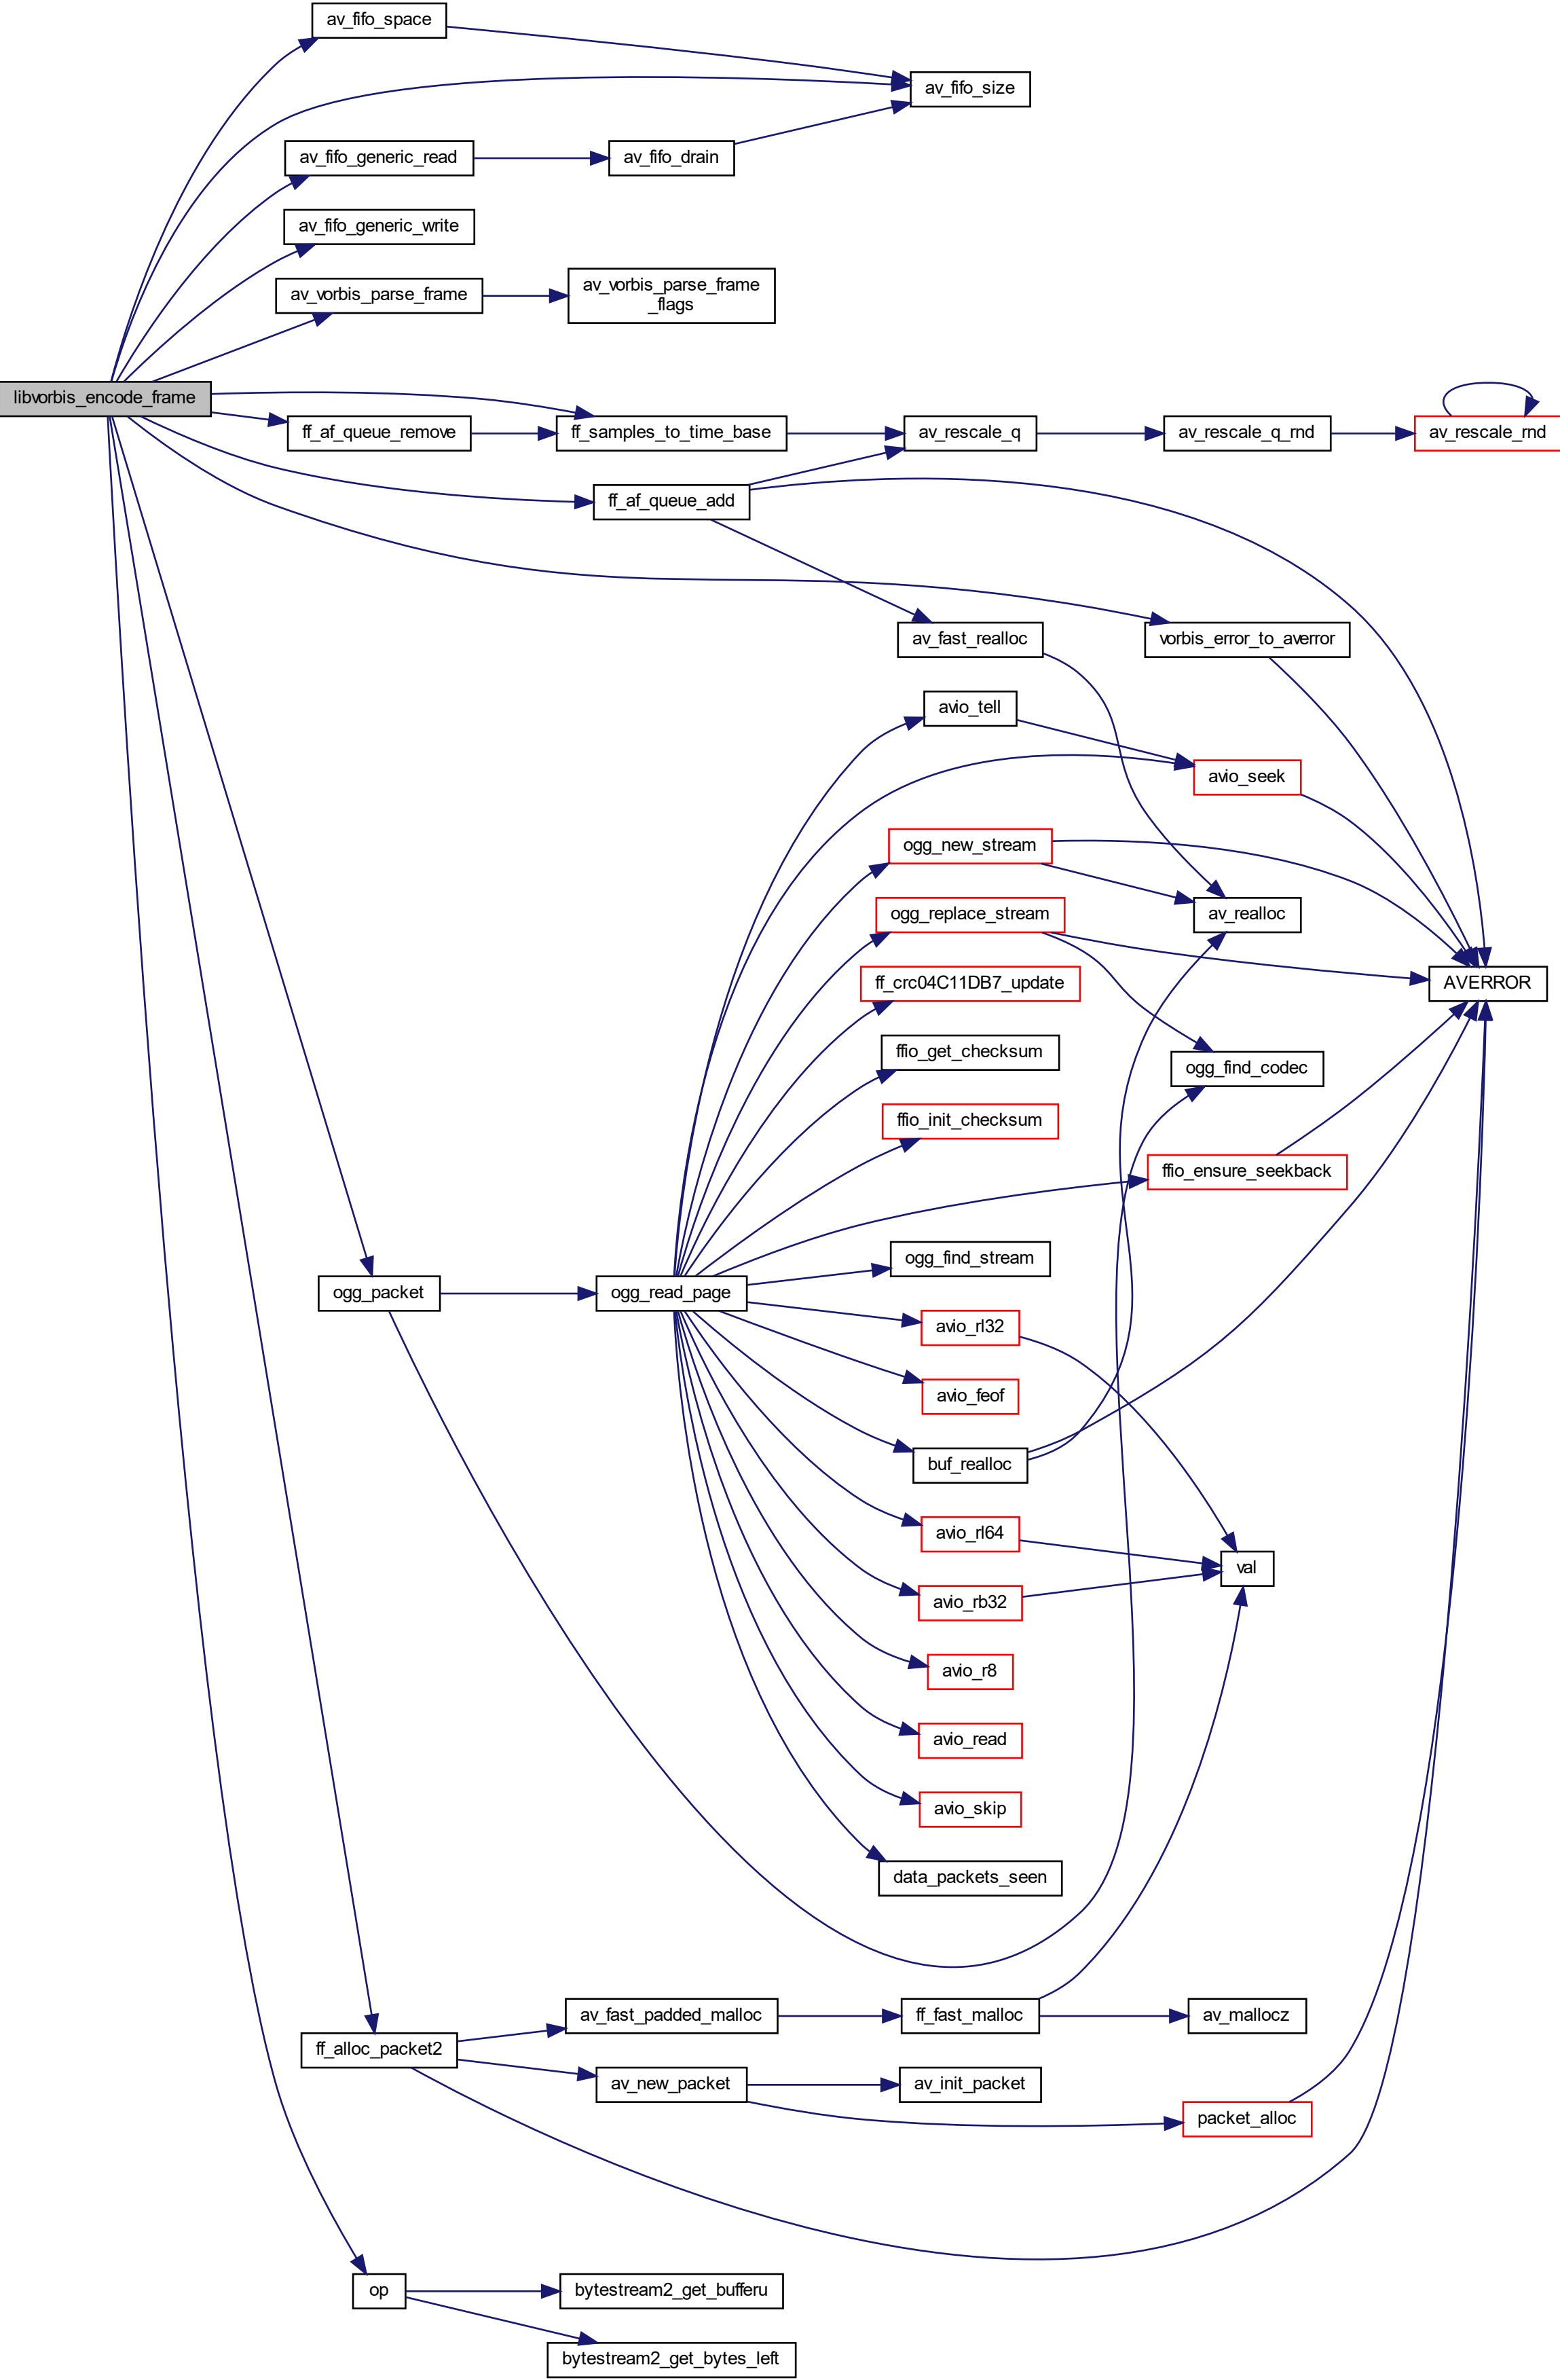 av_fifo_space
av_fifo_size
av_fifo_generic_read
av_fifo_drain
av_fifo_generic_write
av_vorbis_parse_frame
av_vorbis_parse_frame
_flags
libvorbis_encode_frame
ff_af_queue_remove
ff_samples_to_time_base
av_rescale_q
av_rescale_q_rnd
av_rescale_rnd
ff_af_queue_add
av_fast_realloc
vorbis_error_to_averror
avio_tell
avio_seek
ogg_new_stream
ogg_replace_stream
av_realloc
ff_crc04C11DB7_update
AVERROR
ffio_get_checksum
ogg_find_codec
ffio_init_checksum
ffio_ensure_seekback
ogg_find_stream
ogg_packet
ogg_read_page
avio_rl32
avio_feof
buf_realloc
avio_rl64
val
avio_rb32
avio_r8
avio_read
avio_skip
data_packets_seen
av_fast_padded_malloc
ff_fast_malloc
av_mallocz
ff_alloc_packet2
av_new_packet
av_init_packet
packet_alloc
op
bytestream2_get_bufferu
bytestream2_get_bytes_left